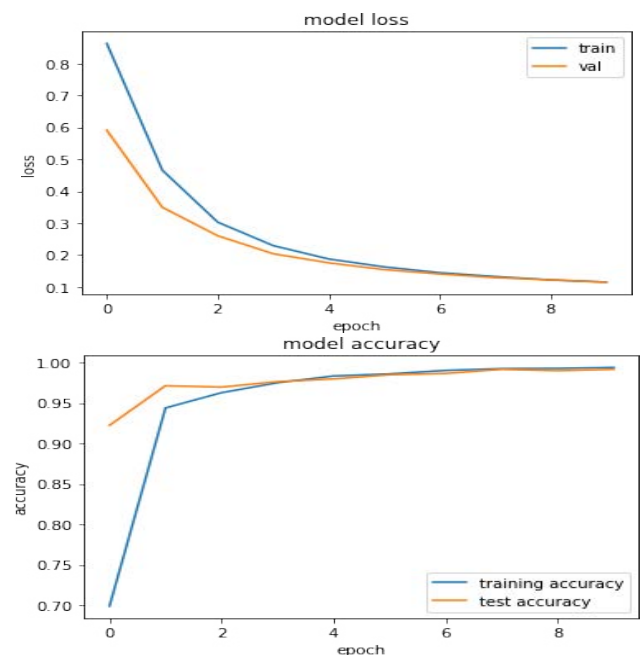 model loss
train
val
0.8
0.7
0.6
0.5
0.4
0.3
0.2
0.1
loss
0 2 4 6 8
epoch
model accuracy
1.00
0.95
0.90
0.85
0.80
0.75
0.70
accuracy
training accuracy
test accuracy
0 2 4 6 8
epoch